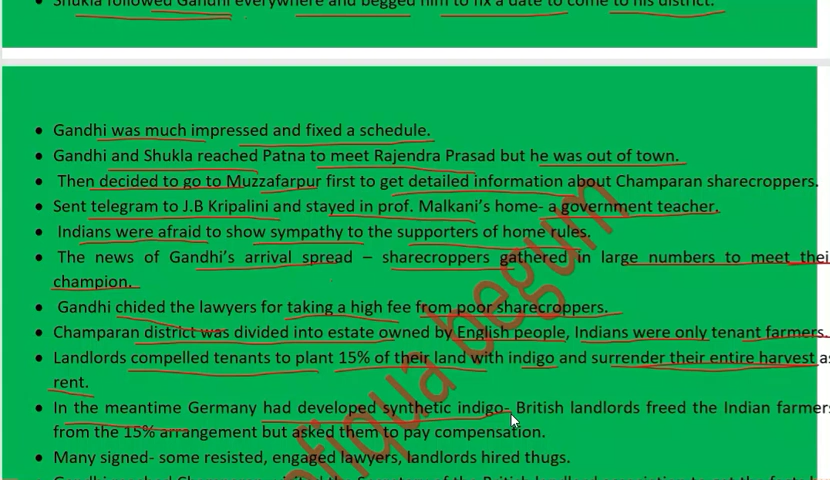 • Shukla followed Gandhi everywhere and begged him to fix a date to come to his district.
• Gandhi was much impressed and fixed a schedule.
• Gandhi and Shukla reached Patna to meet Rajendra Prasad but he was out of town.
• Then decided to go to Muzzafarpur first to get detailed information about Champaran sharecroppers.
• Sent telegram to J.B Kripalini and stayed in prof. Malkani's home- a government teacher.
• Indians were afraid to show sympathy to the supporters of home rules.
• The news of Gandhi's arrival spread – sharecroppers gathered in large numbers to meet thei
champion.
• Gandhi chided the lawyers for taking a high fee from poor sharecroppers.
• Champaran district was divided into estate owned by English people, Indians were only tenant farmers.
• Landlords compelled tenants to plant 15% of their land with indigo and surrender their entire harvest as
rent.
• In the meantime Germany had developed synthetic indigo- British landlords freed the Indian farmers
from the 15% arrangement but asked them to pay compensation.
• Many signed- some resisted, engaged lawyers, landlords hired thugs.
fiqua begum